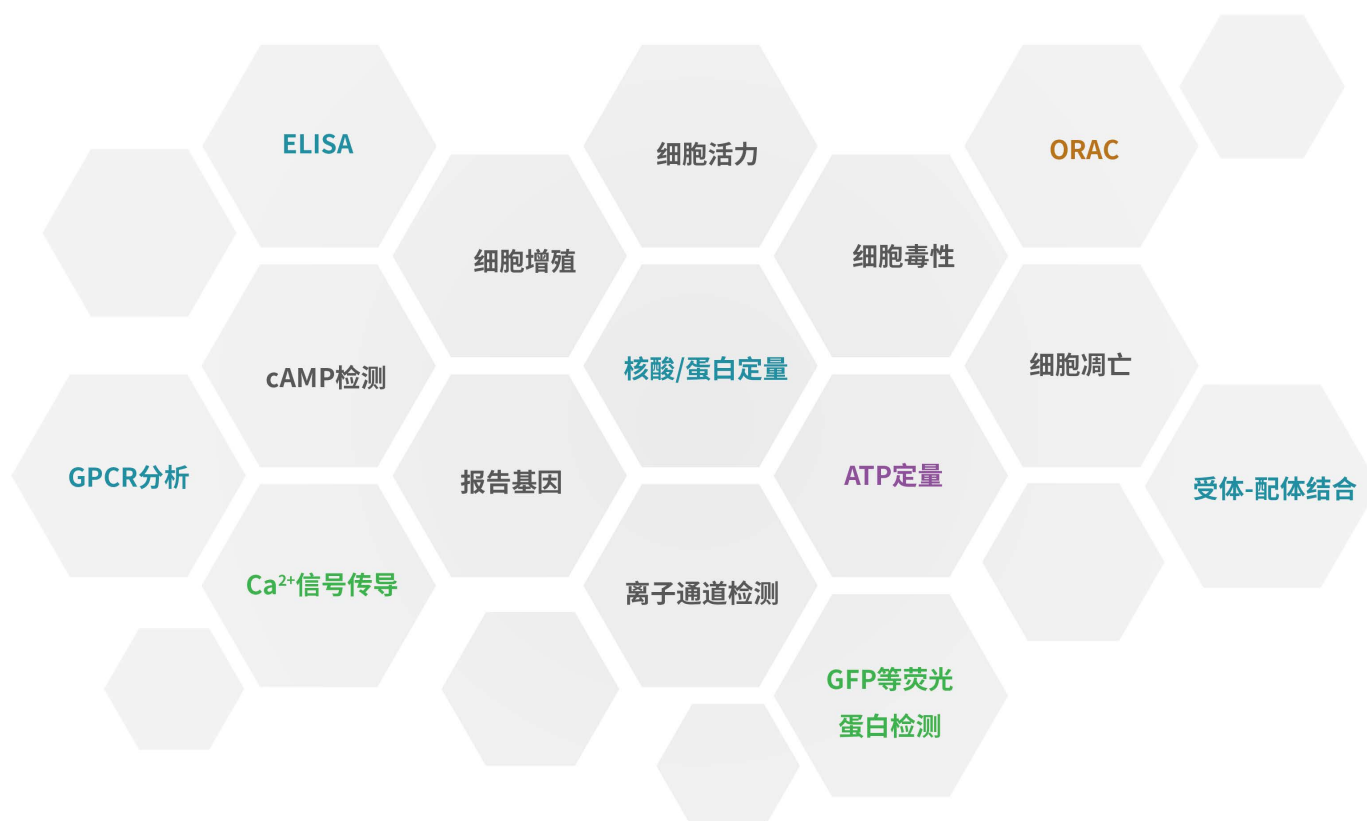 ELISA
细胞活力
ORAC
细胞增殖
细胞毒性
cAMP检测
核酸/蛋白定量
细胞凋亡
GPCR分析
报告基因
ATP定量
受体-配体结合
Ca²⁺信号传导
离子通道检测
GFP等荧光
蛋白检测